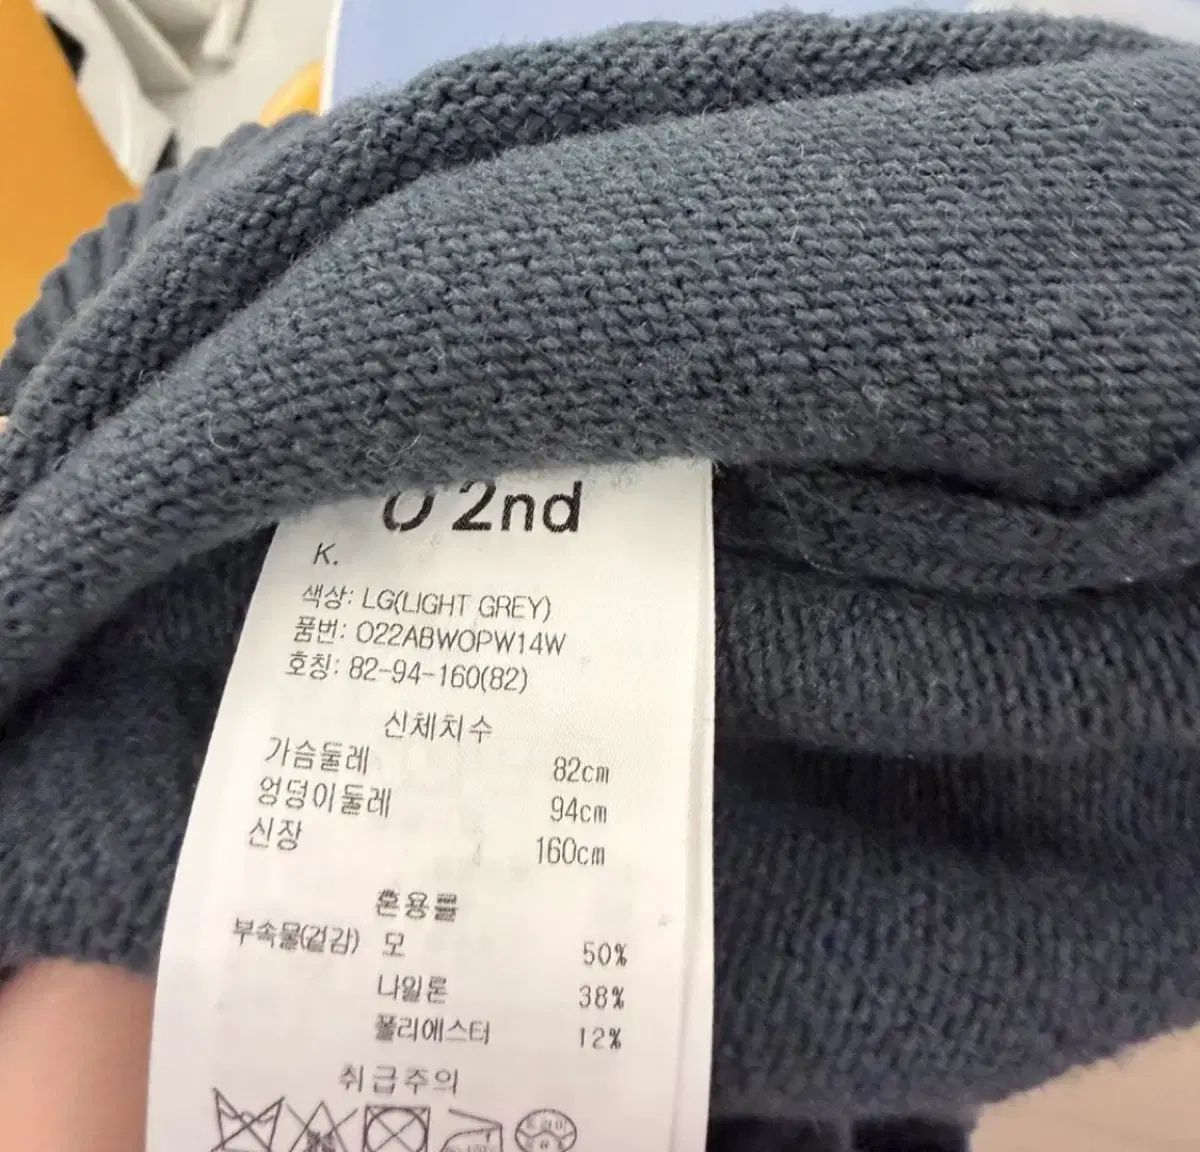 O 2nd
K.
색상: LG(LIGHT GREY)
품번: O22ABWOPW14W
호칭: 82-94-160(82)
신체치수
가슴둘레 82cm
엉덩이둘레 94cm
신장 160cm
혼용률
부속물(겉감) 모 50%
나일론 38%
폴리에스터 12%
취급주의